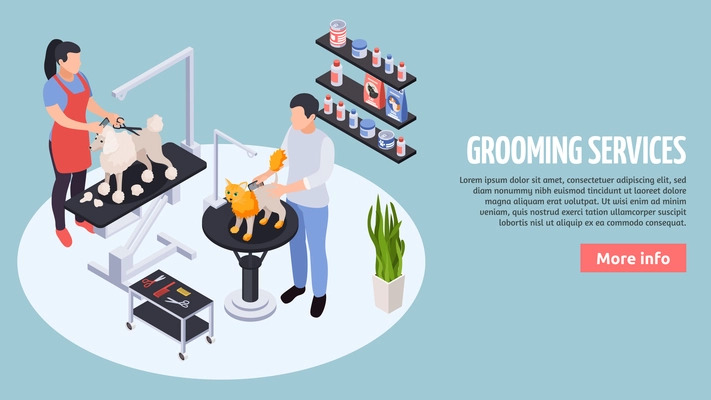 GROOMING SERVICES
Lorem ipsum dolor sit amet, consectetuer adipiscing elit, sed
diam nonummy nibh euismod tincidunt ut laoreet dolore
magna aliquam erat volutpat. Ut wisi enim ad minim
veniam, quis nostrud exerci tation ullamcorper suscipit
lobortis nisl ut aliquip ex ea commodo consequat.
More info